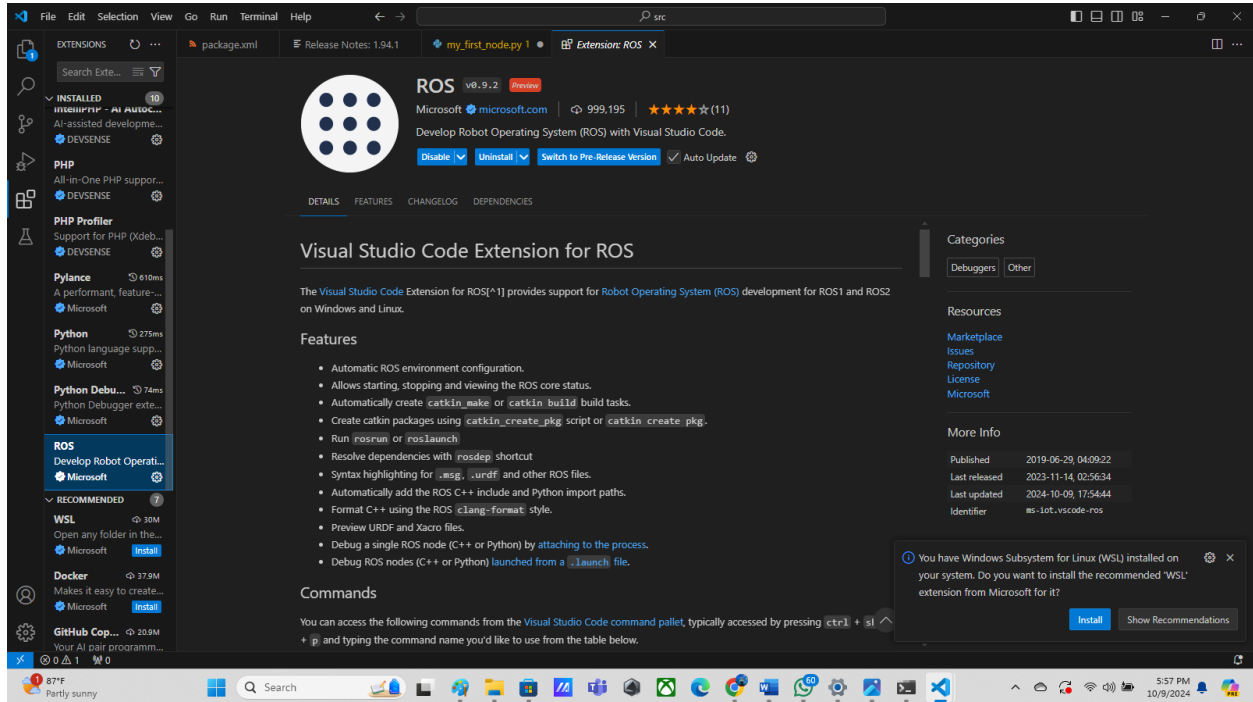 File Edit Selection View Go Run Terminal Help
src
EXTENSIONS
package.xml
Release Notes: 1.94.1
my_first_node.py 1
Extension: ROS
Search Exte...
INSTALLED 10
IntelliPHP - AI Autoc...
AI-assisted developme...
DEVSENSE
PHP
All-in-One PHP suppor...
DEVSENSE
PHP Profiler
Support for PHP (Xdeb...
DEVSENSE
Pylance 610ms
A performant, feature-...
Microsoft
Python 275ms
Python language supp...
Microsoft
Python Debu... 74ms
Python Debugger exte...
Microsoft
ROS
Develop Robot Operati...
Microsoft
RECOMMENDED 7
WSL 30M
Open any folder in the...
Microsoft Install
Docker 37.9M
Makes it easy to create...
Microsoft Install
GitHub Cop... 20.9M
Your AI pair programm...
ROS v0.9.2 Preview
Microsoft microsoft.com 999,195 (11)
Develop Robot Operating System (ROS) with Visual Studio Code.
Disable Uninstall Switch to Pre-Release Version Auto Update
DETAILS FEATURES CHANGELOG DEPENDENCIES
Visual Studio Code Extension for ROS
The Visual Studio Code Extension for ROS[^1] provides support for Robot Operating System (ROS) development for ROS1 and ROS2
on Windows and Linux.
Features
Automatic ROS environment configuration.
Allows starting, stopping and viewing the ROS core status.
Automatically create catkin_make or catkin build build tasks.
Create catkin packages using catkin_create_pkg script or catkin create pkg.
Run rosrun or roslaunch
Resolve dependencies with rosdep shortcut
Syntax highlighting for .msg, .urdf and other ROS files.
Automatically add the ROS C++ include and Python import paths.
Format C++ using the ROS clang-format style.
Preview URDF and Xacro files.
Debug a single ROS node (C++ or Python) by attaching to the process.
Debug ROS nodes (C++ or Python) launched from a .launch file.
Commands
You can access the following commands from the Visual Studio Code command pallet, typically accessed by pressing ctrl + sl
+ p and typing the command name you'd like to use from the table below.
Categories
Debuggers Other
Resources
Marketplace
Issues
Repository
License
Microsoft
More Info
Published 2019-06-29, 04:09:22
Last released 2023-11-14, 02:56:34
Last updated 2024-10-09, 17:54:44
Identifier ms-iot.vscode-ros
You have Windows Subsystem for Linux (WSL) installed on
your system. Do you want to install the recommended 'WSL'
extension from Microsoft for it?
Install Show Recommendations
0 1 0
1 87°F
Partly sunny
Search
60
5:57 PM
10/9/2024
PRE